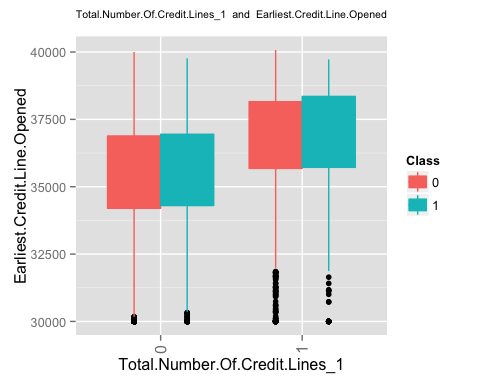 Total.Number.Of.Credit.Lines_1 and Earliest.Credit.Line.Opened
40000
37500
35000
32500
30000
Earliest.Credit.Line.Opened
0
1
Total.Number.Of.Credit.Lines_1
Class
0
1